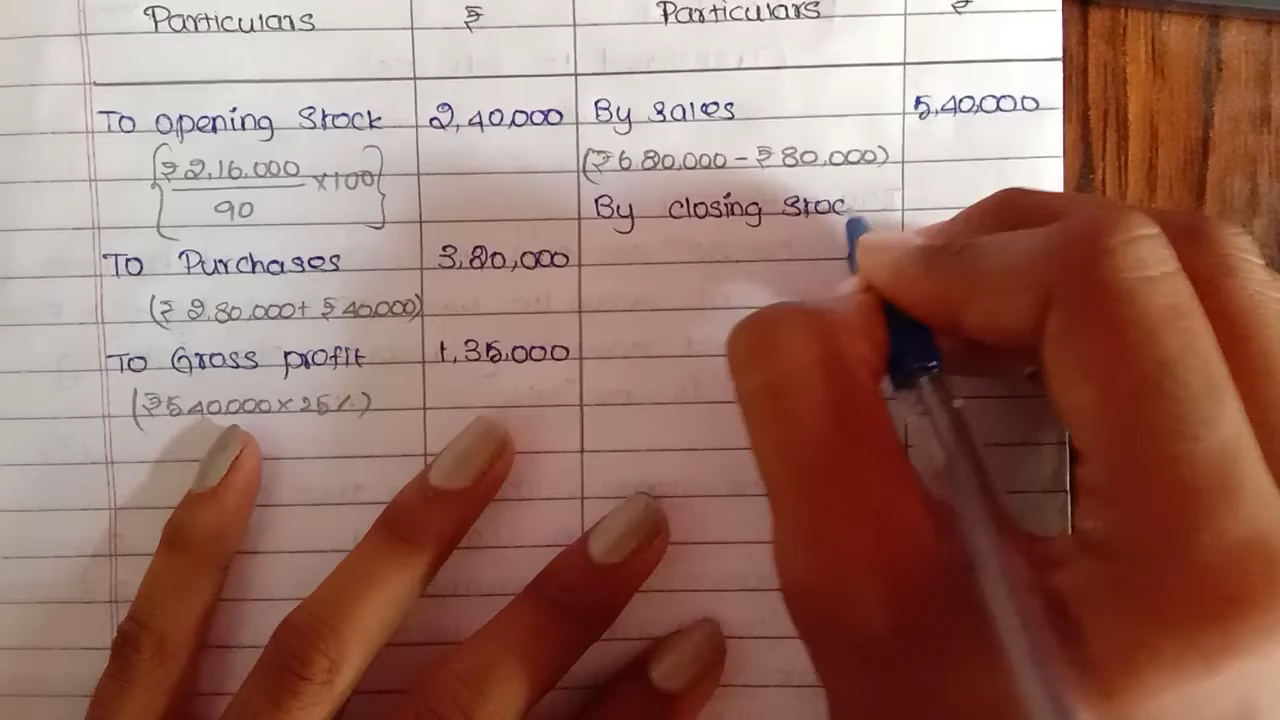 Particulars ₹ Particulars ₹
To opening Stock 2,40,000 By sales 5,40,000
[₹2,16,000/90 ×100] (₹6,80,000 - ₹80,000)
By closing Stoc
To Purchases 3,80,000
(₹2,80,000+ ₹40,000)
To Gross profit 1,35,000
(₹5,40,000×25%)